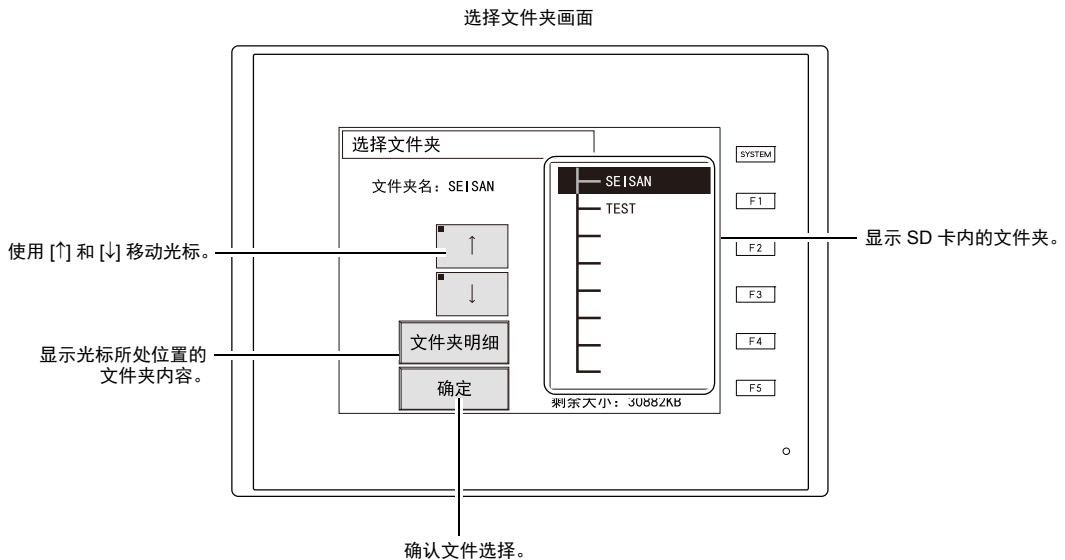 选择文件夹画面
选择文件夹
文件夹名：SEISAN
SEISAN
TEST
SYSTEM
F1
F2
F3
F4
F5
↑
↓
文件夹明细
确定
剩余大小：30882KB
使用 [↑] 和 [↓] 移动光标。
显示光标所处位置的
文件夹内容。
显示 SD 卡内的文件夹。
确认文件选择。